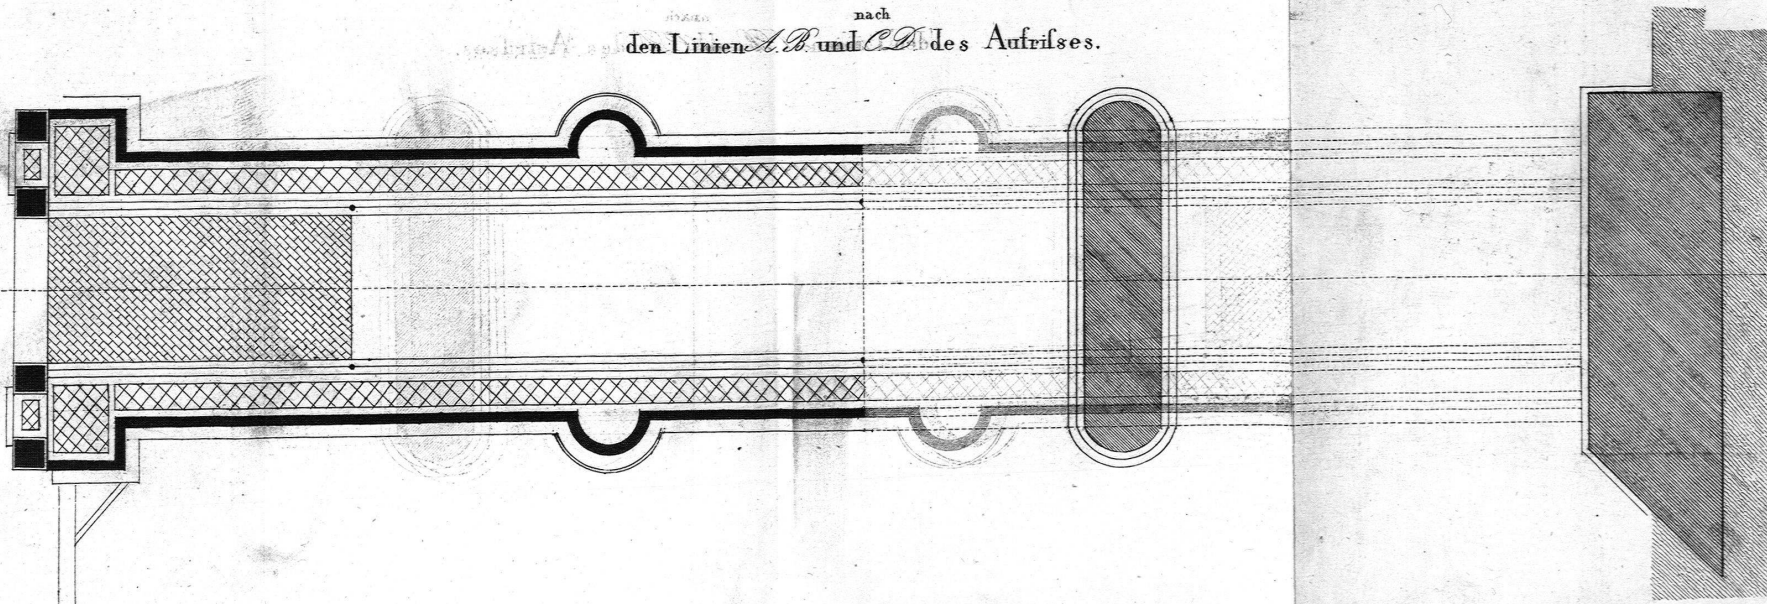 nach
den Linien A. B. und C D des Aufriſses.